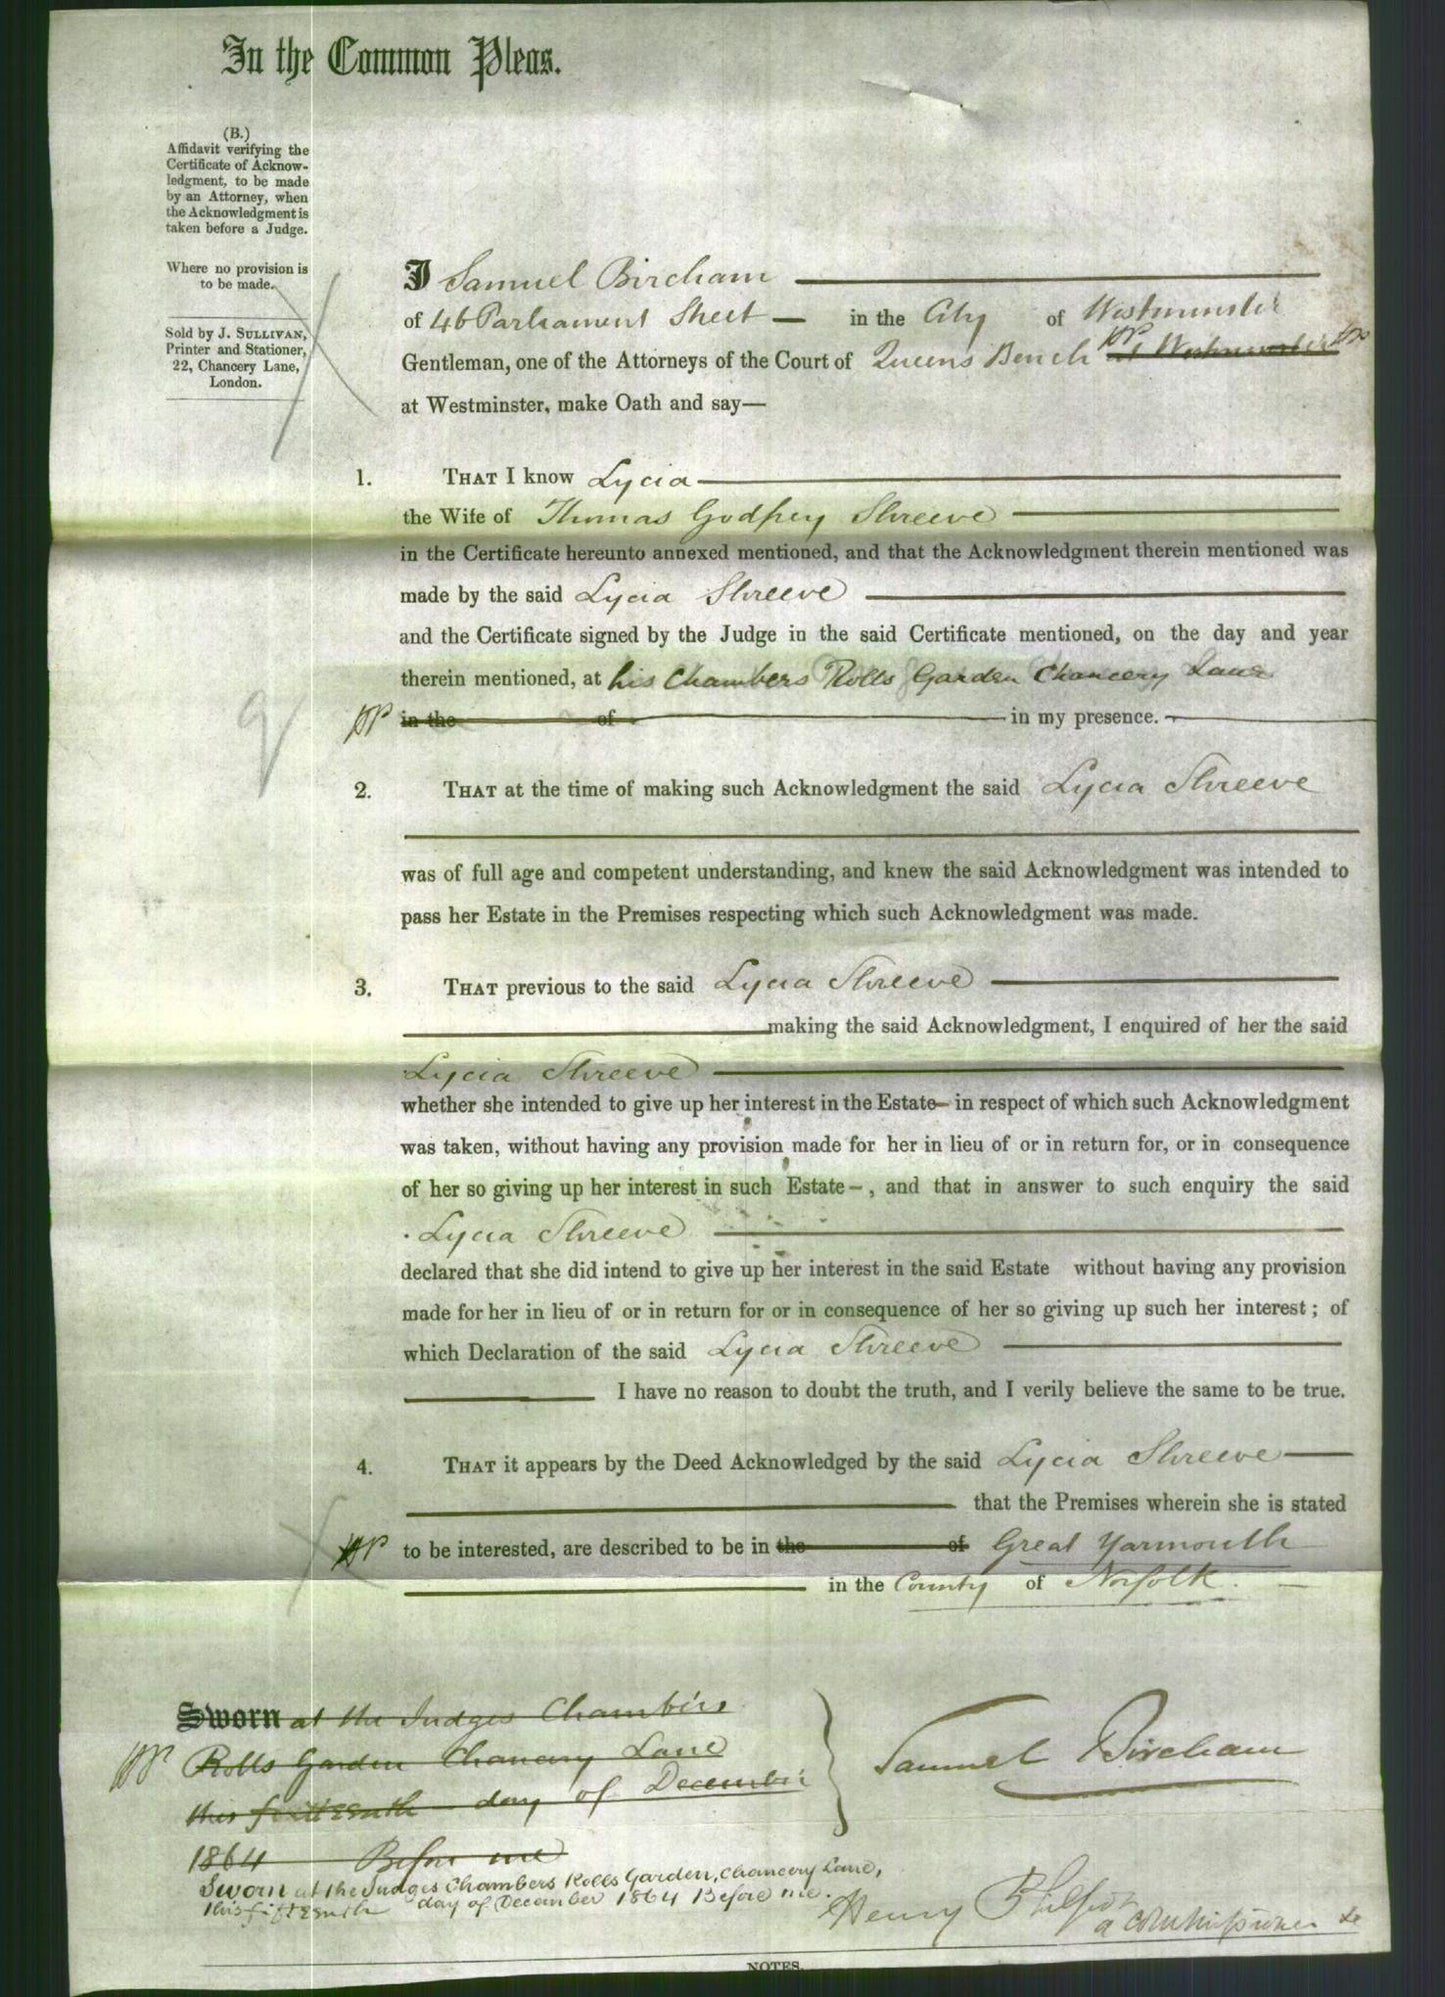 In the Common Pleas.
(B.)
Affidavit verifying the
Certificate of Acknow-
ledgment, to be made
by an Attorney, when
the Acknowledgment is
taken before a Judge.
Where no provision is
to be made.
Sold by J. SULLIVAN,
Printer and Stationer,
22, Chancery Lane,
London.
I Samuel Bircham
of 46 Parliament Street — in the City of Westminster
Gentleman, one of the Attorneys of the Court of Queens Bench at Westminster
at Westminster, make Oath and say—
1. THAT I know Lycia
the Wife of Thomas Godfrey Shreeve
in the Certificate hereunto annexed mentioned, and that the Acknowledgment therein mentioned was
made by the said Lycia Shreeve
and the Certificate signed by the Judge in the said Certificate mentioned, on the day and year
therein mentioned, at his Chambers Rolls Garden Chancery Lane
in the of in my presence.
2. THAT at the time of making such Acknowledgment the said Lycia Shreeve
was of full age and competent understanding, and knew the said Acknowledgment was intended to
pass her Estate in the Premises respecting which such Acknowledgment was made.
3. THAT previous to the said Lycia Shreeve
making the said Acknowledgment, I enquired of her the said
Lycia Shreeve
whether she intended to give up her interest in the Estate— in respect of which such Acknowledgment
was taken, without having any provision made for her in lieu of or in return for, or in consequence
of her so giving up her interest in such Estate—, and that in answer to such enquiry the said
Lycia Shreeve
declared that she did intend to give up her interest in the said Estate without having any provision
made for her in lieu of or in return for or in consequence of her so giving up such her interest; of
which Declaration of the said Lycia Shreeve
I have no reason to doubt the truth, and I verily believe the same to be true.
4. THAT it appears by the Deed Acknowledged by the said Lycia Shreeve
that the Premises wherein she is stated
to be interested, are described to be in the of Great Yarmouth
in the County of Norfolk.
Sworn at the Judges Chambers
Rolls Garden Chancery Lane
this fifteenth day of December
1864 Before me
Samuel Bircham
Sworn at the Judges Chambers Rolls Garden, Chancery Lane,
this fifteenth day of December 1864 Before me.
Henry
a Commissioner &c
NOTES.